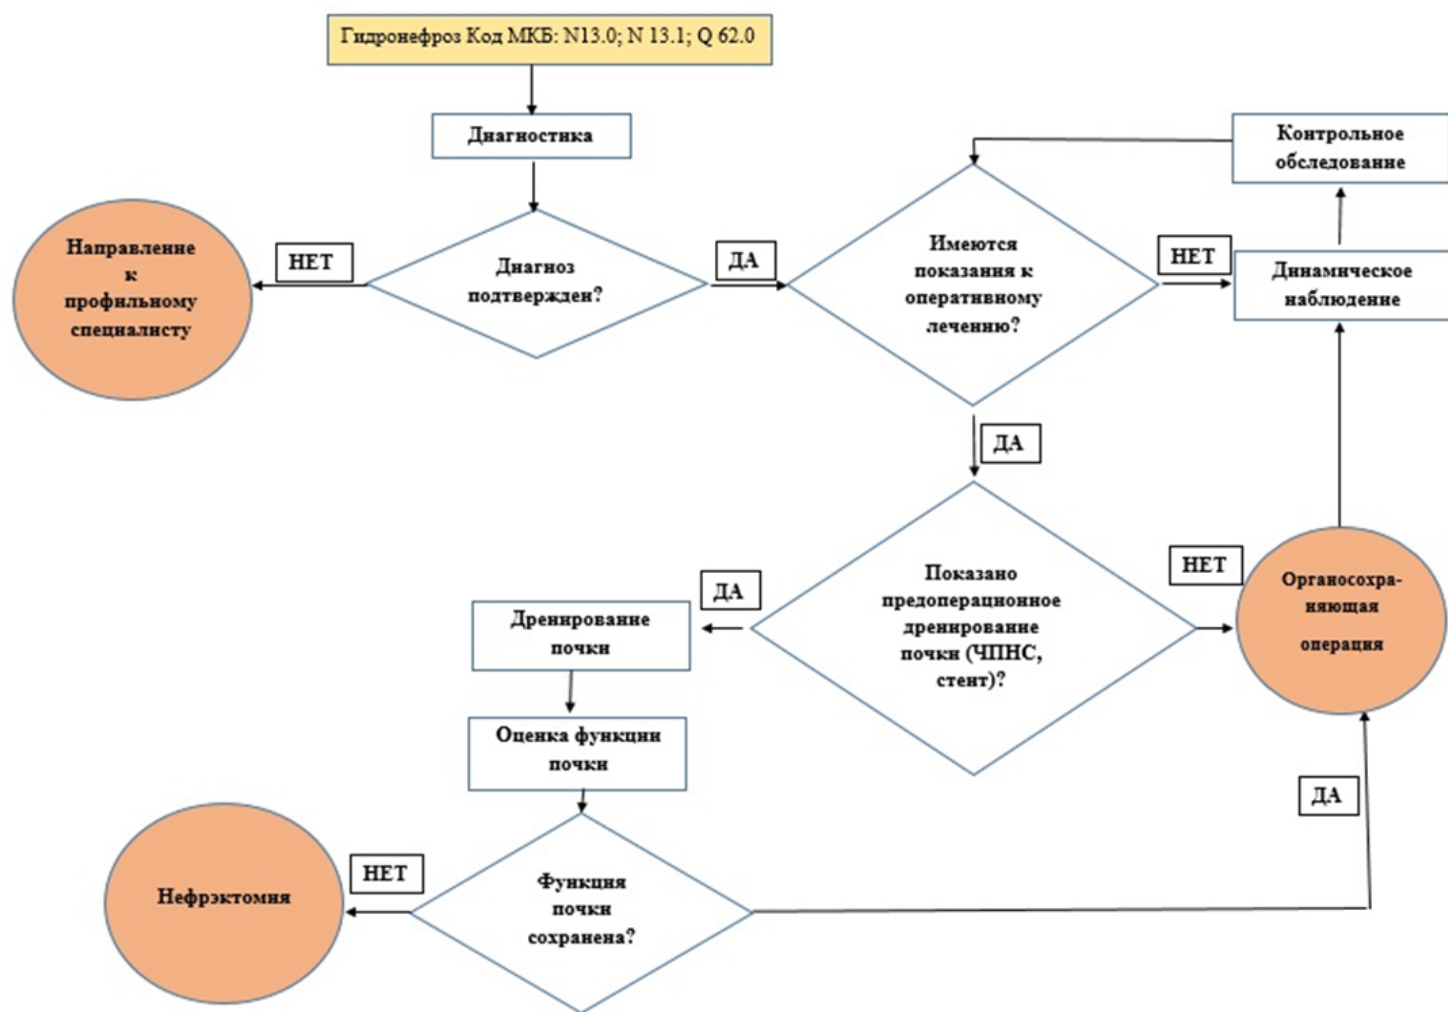 Гидронефроз Код МКБ: N13.0; N 13.1; Q 62.0
Диагностика
Контрольное
обследование
Направление
к
профильному
специалисту
НЕТ
Диагноз
подтвержден?
ДА
Имеются
показания к
оперативному
лечению?
НЕТ
Динамическое
наблюдение
ДА
Показано
предоперационное
дренирование
почки (ЧПНС,
стент)?
НЕТ
Органосохра-
няющая
операция
ДА
Дренирование
почки
Оценка функции
почки
ДА
Нефрэктомия
НЕТ
Функция
почки
сохранена?